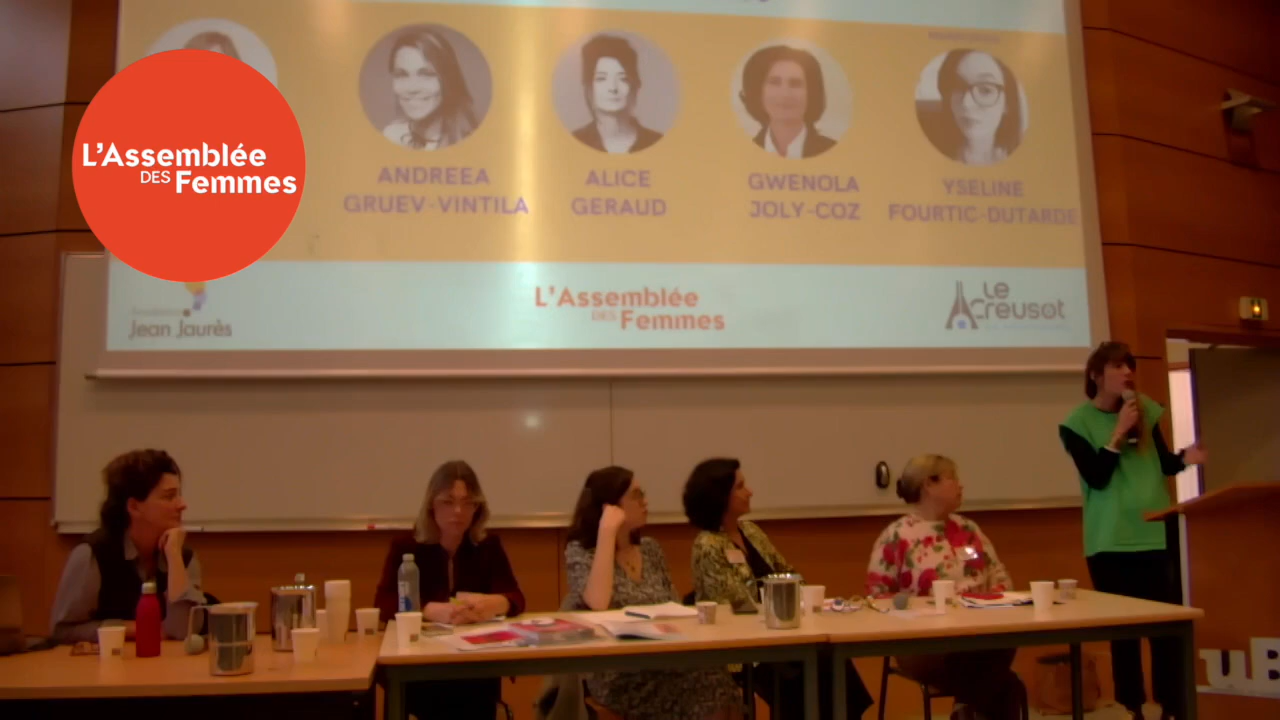 L'Assemblée
DES Femmes
ANDREEA
GRUEV-VINTILA
ALICE
GERAUD
GWENOLA
JOLY-COZ
YSELINE
FOURTIC-DUTARDE
Jean Jaurès
L'Assemblée
DES Femmes
Le
Creusot
uB